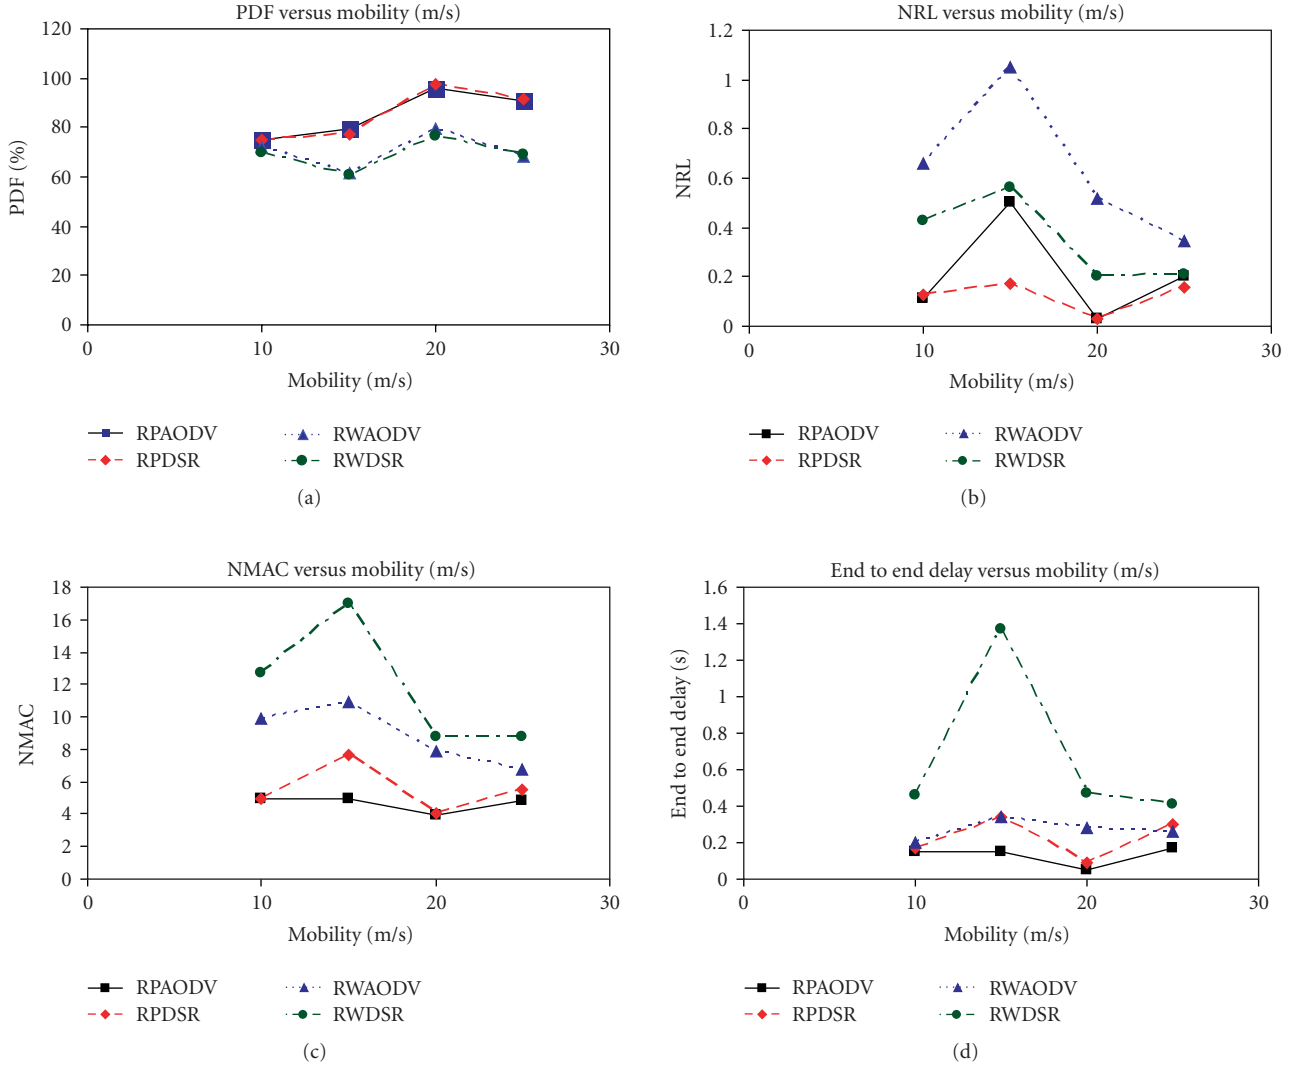 PDF versus mobility (m/s)
120
100
80
60
40
20
0
PDF (%)
0 10 20 30
Mobility (m/s)
RPAODV RWAODV
RPDSR RWDSR
(a)
NRL versus mobility (m/s)
1.2
1
0.8
0.6
0.4
0.2
0
NRL
0 10 20 30
Mobility (m/s)
RPAODV RWAODV
RPDSR RWDSR
(b)
NMAC versus mobility (m/s)
18
16
14
12
10
8
6
4
2
0
NMAC
0 10 20 30
Mobility (m/s)
RPAODV RWAODV
RPDSR RWDSR
(c)
End to end delay versus mobility (m/s)
1.6
1.4
1.2
1
0.8
0.6
0.4
0.2
0
End to end delay (s)
0 10 20 30
Mobility (m/s)
RPAODV RWAODV
RPDSR RWDSR
(d)